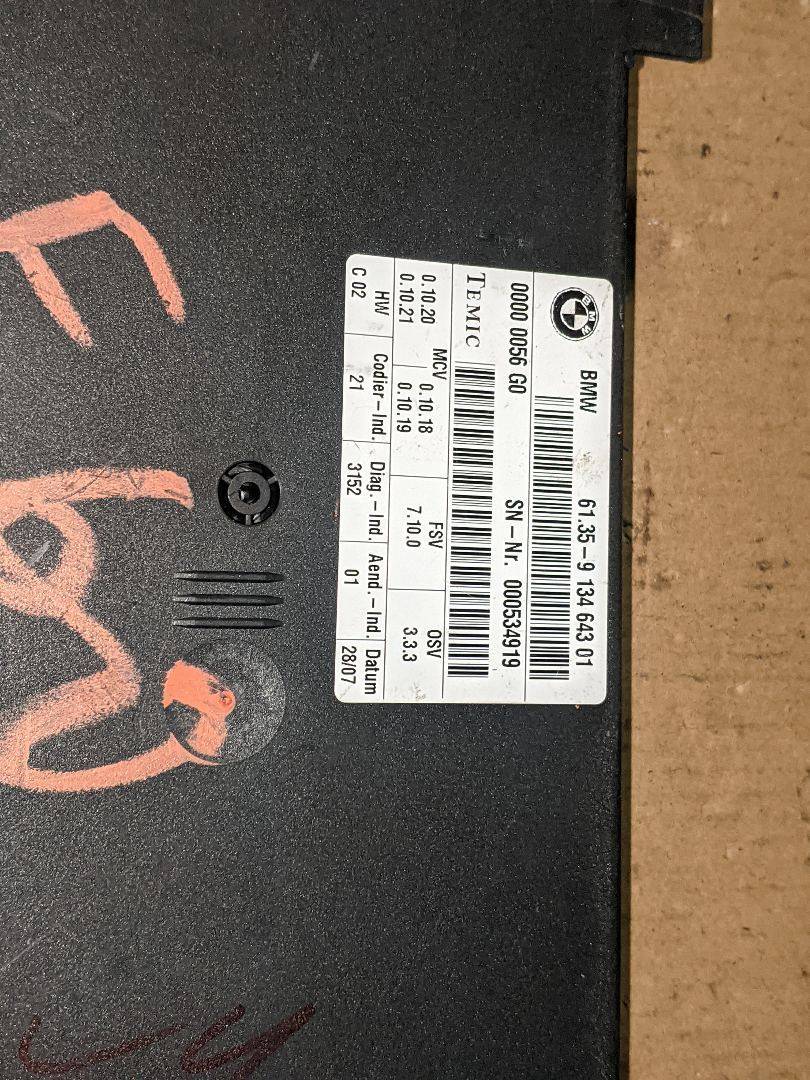 BMW 61.35–9 134 643 01
0000 0056 G0 SN–Nr. 000534919
TEMIC
MCV FSV OSV
0.10.20 0.10.18 7.10.0 3.3.3
0.10.21 0.10.19
HW Codier–Ind. Diag.–Ind. Aend.–Ind. Datum
C 02 21 3152 01 28/07